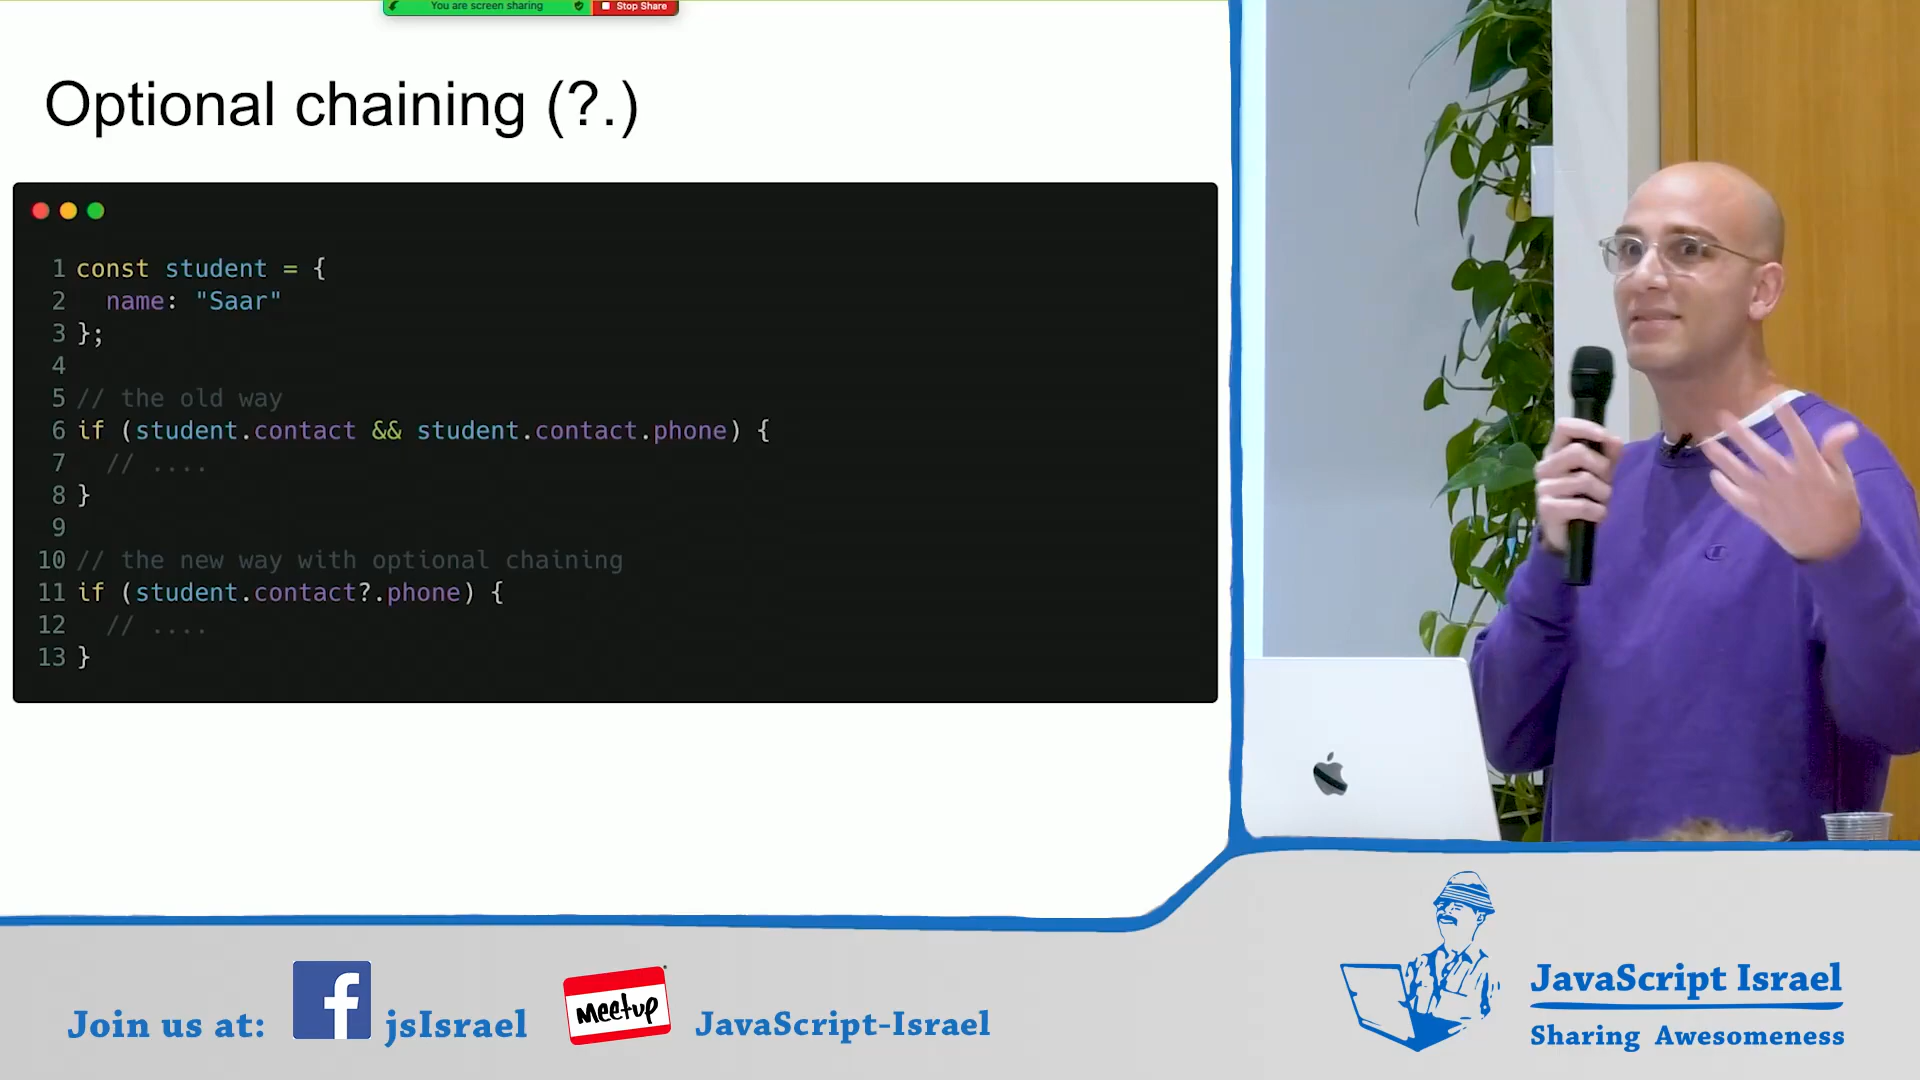 You are screen sharing
Stop Share
Optional chaining (?.)
1 const student = {
2   name: "Saar"
3 };
4
5 // the old way
6 if (student.contact && student.contact.phone) {
7   // ....
8 }
9
10 // the new way with optional chaining
11 if (student.contact?.phone) {
12   // ....
13 }
Join us at:
f
jsIsrael
meetup
JavaScript-Israel
JavaScript Israel
Sharing Awesomeness